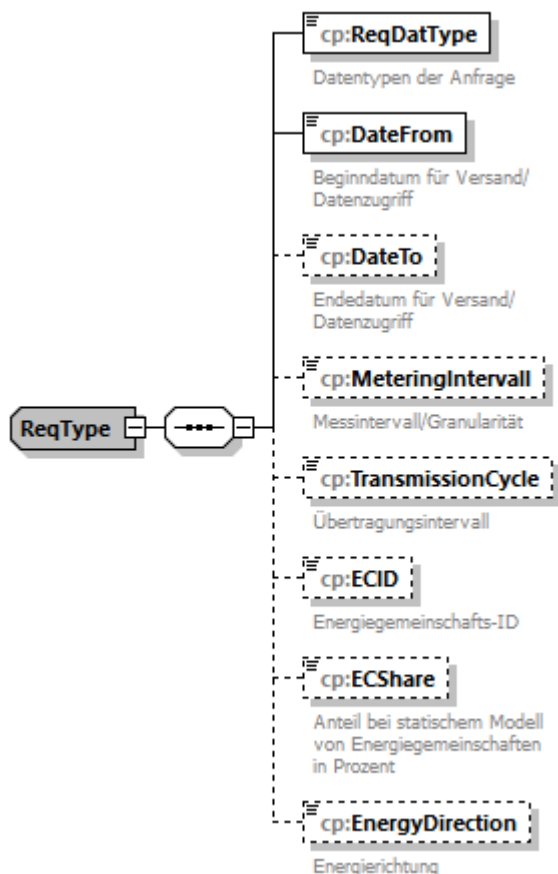 cp:ReqDatType
Datentypen der Anfrage
cp:DateFrom
Beginndatum für Versand/
Datenzugriff
cp:DateTo
Endedatum für Versand/
Datenzugriff
cp:MeteringIntervall
Messintervall/Granularität
ReqType
cp:TransmissionCycle
Übertragungsintervall
cp:ECID
Energiegemeinschafts-ID
cp:ECShare
Anteil bei statischem Modell
von Energiegemeinschaften
in Prozent
cp:EnergyDirection
Energierichtung